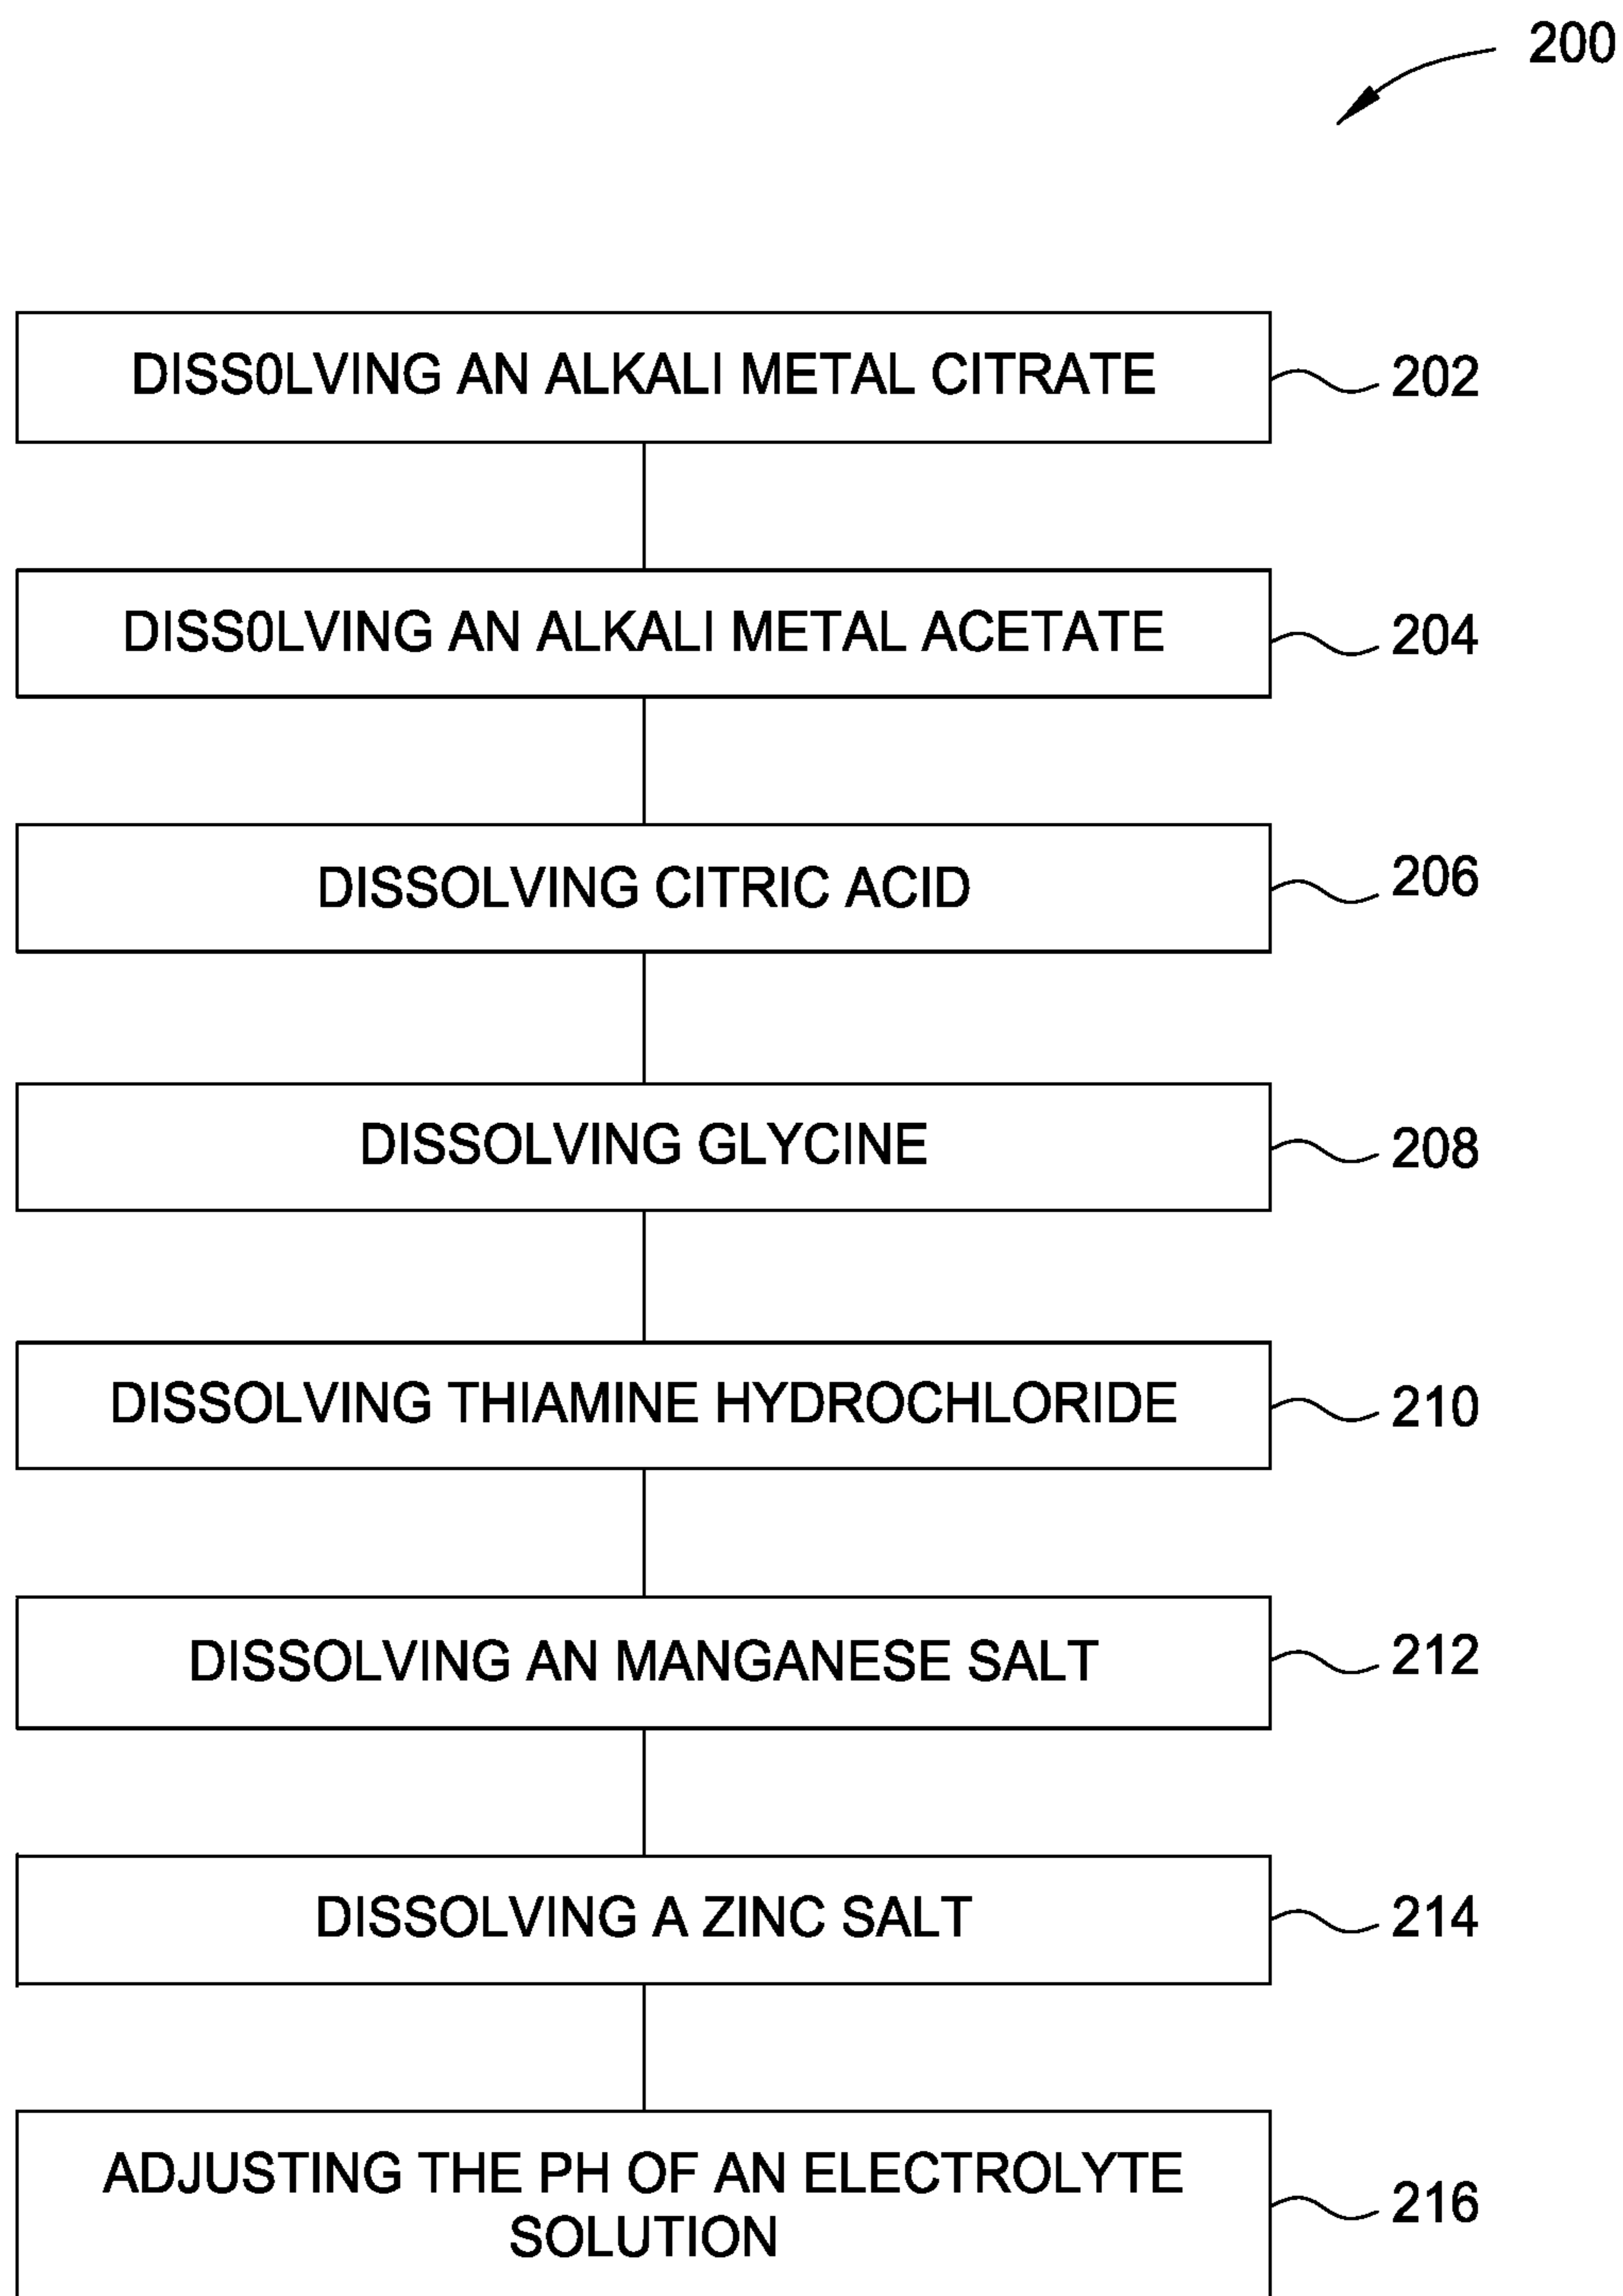 200
DISS0LVING AN ALKALI METAL CITRATE
202
DISS0LVING AN ALKALI METAL ACETATE
204
DISSOLVING CITRIC ACID
206
DISSOLVING GLYCINE
208
DISSOLVING THIAMINE HYDROCHLORIDE
210
DISSOLVING AN MANGANESE SALT
212
DISSOLVING A ZINC SALT
214
ADJUSTING THE PH OF AN ELECTROLYTE
SOLUTION
216